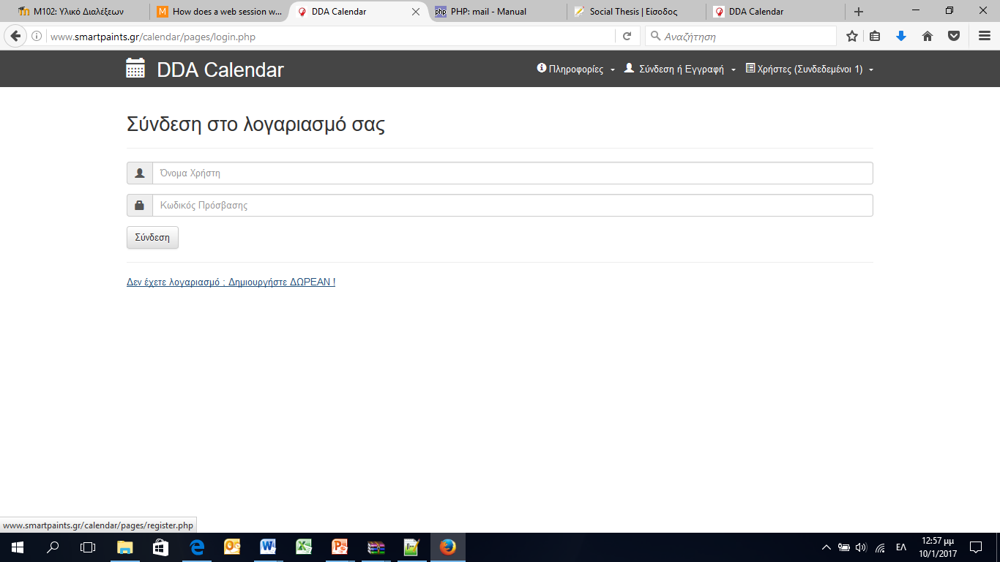 Μ102: Υλικό Διαλέξεων
How does a web session w...
DDA Calendar
PHP: mail - Manual
Social Thesis | Είσοδος
DDA Calendar
www.smartpaints.gr/calendar/pages/login.php
Αναζήτηση
DDA Calendar
Πληροφορίες
Σύνδεση ή Εγγραφή
Χρήστες (Συνδεδεμένοι 1)
Σύνδεση στο λογαριασμό σας
Όνομα Χρήστη
Κωδικός Πρόσβασης
Σύνδεση
Δεν έχετε λογαριασμό ; Δημιουργήστε ΔΩΡΕΑΝ !
www.smartpaints.gr/calendar/pages/register.php
ΕΛ
12:57 μμ
10/1/2017